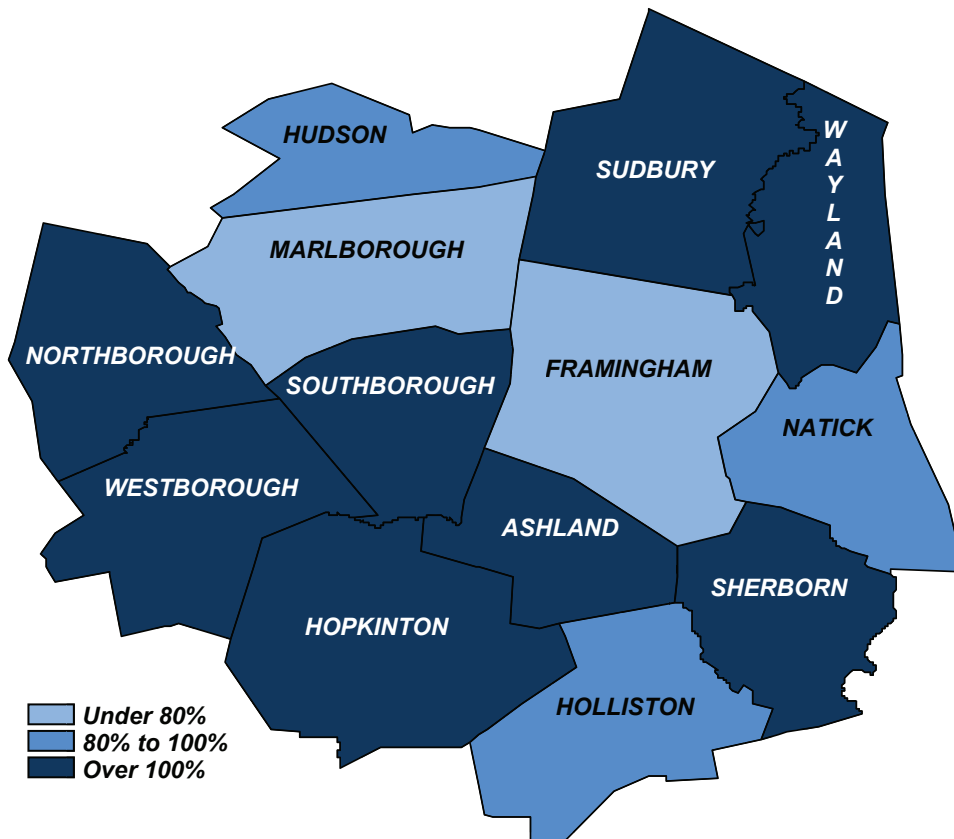 HUDSON
SUDBURY
WAYLAND
MARLBOROUGH
NORTHBOROUGH
SOUTHBOROUGH
FRAMINGHAM
NATICK
WESTBOROUGH
ASHLAND
SHERBORN
HOPKINTON
HOLLISTON
Under 80%
80% to 100%
Over 100%